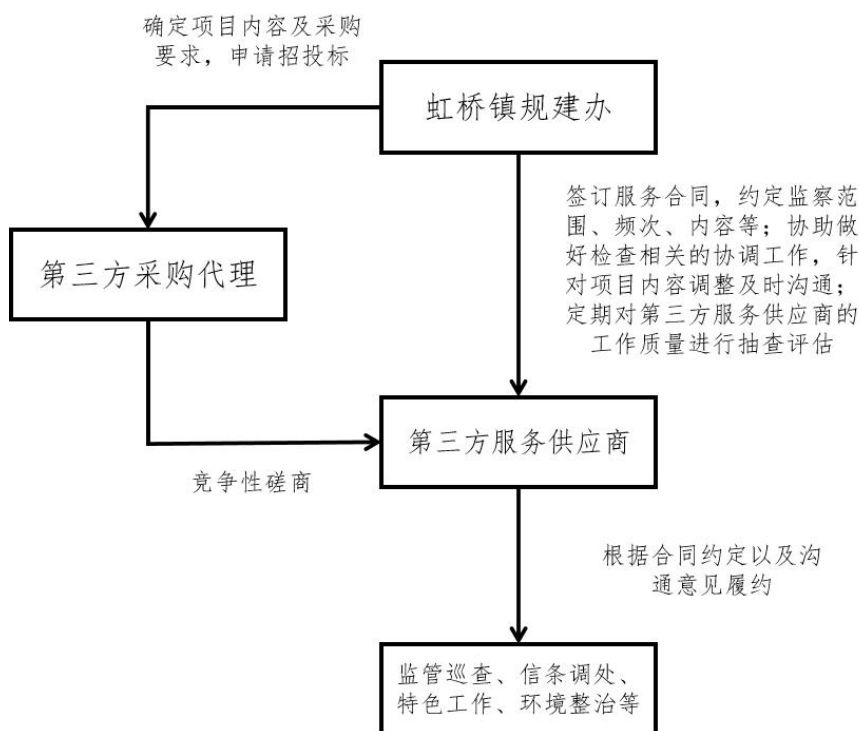 确定项目内容及采购
要求，申请招投标
虹桥镇规建办
签订服务合同，约定监察范
围、频次、内容等；协助做
好检查相关的协调工作，针
对项目内容调整及时沟通；
定期对第三方服务供应商的
工作质量进行抽查评估
第三方采购代理
第三方服务供应商
竞争性磋商
根据合同约定以及沟
通意见履约
监管巡查、信条调处、
特色工作、环境整治等